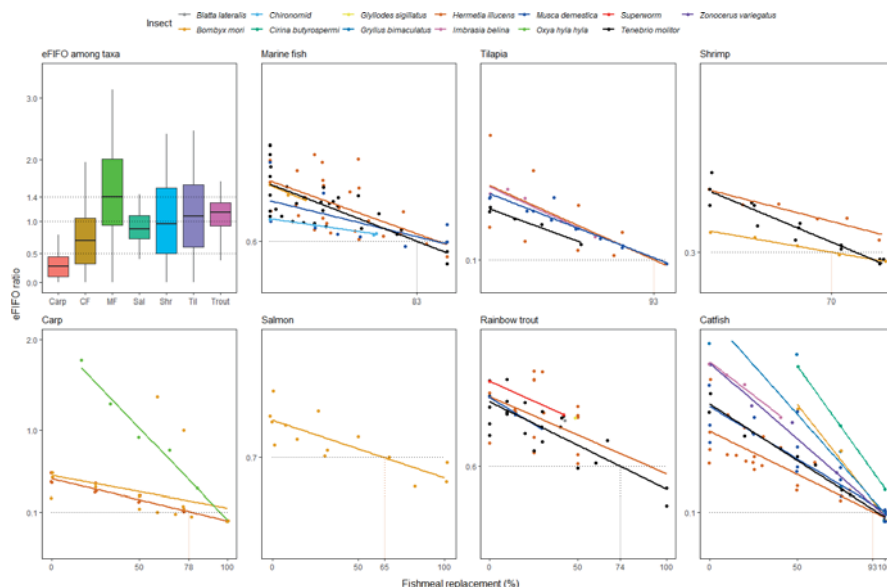 Insect
Blatta lateralis Chironomid Glyllodes sigillatus Hermetia illucens Musca demestica Superworm Zonocerus variegatus
Bombyx mori Cirina butyrospermi Gryllus bimaculatus Imbrasia belina Oxya hyla hyla Tenebrio molitor
eFIFO among taxa Marine fish Tilapia Shrimp
3.0
2.0
1.4
1.0
0.5
0.0
0.6
0.1
0.3
Carp CF MF Sal Shr Til Trout
83
93
70
eFIFO ratio
Carp Salmon Rainbow trout Catfish
2.0
1.0
0.1
0.7
0.6
0.1
0 50 78 100
0 50 65 100
0 50 74 100
0 50 9310
Fishmeal replacement (%)